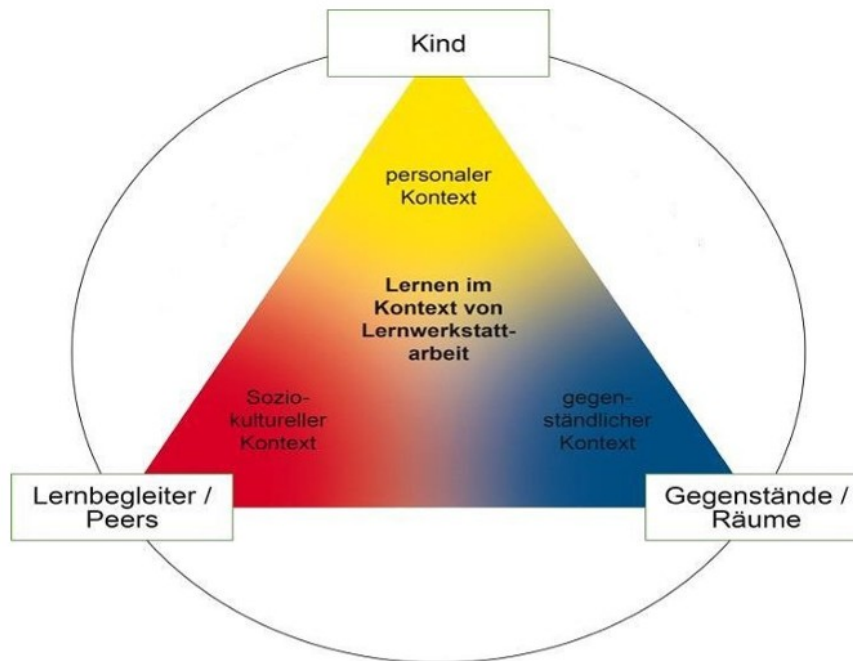 Kind
personaler
Kontext
Lernen im
Kontext von
Lernwerkstatt-
arbeit
Sozio-
kultureller
Kontext
gegen-
ständlicher
Kontext
Lernbegleiter /
Peers
Gegenstände /
Räume